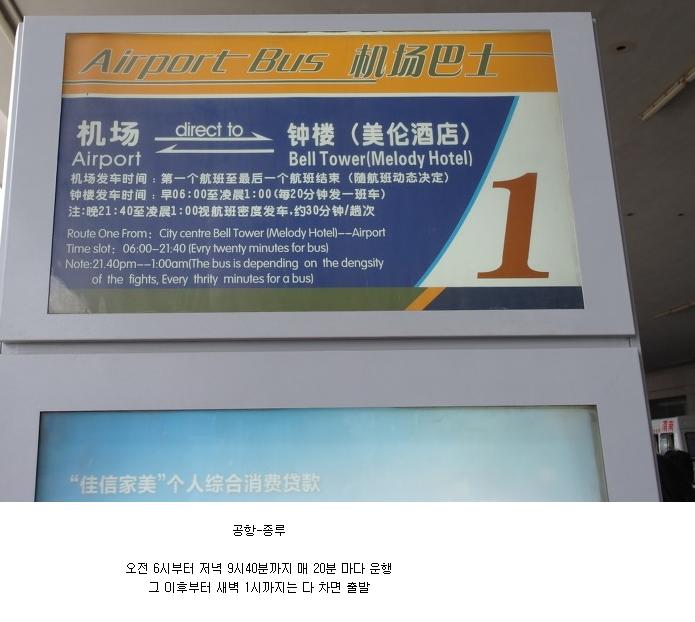 Airport Bus 机场巴士
机场 direct to 钟楼（美伦酒店）
Airport Bell Tower(Melody Hotel)
机场发车时间：第一个航班至最后一个航班结束（随航班动态决定）
钟楼发车时间：早06:00至凌晨1:00(每20分钟发一班车)
注:晚21:40至凌晨1:00视航班密度发车,约30分钟/趟次
Route One From: City centre Bell Tower (Melody Hotel)--Airport
Time slot: 06:00-21:40 (Evry twenty minutes for bus)
Note:21.40pm--1:00am(The bus is depending on the dengsity
of the fights, Every thrity minutes for a bus)
1
“佳信家美”个人综合消费贷款
渭南
공항-종루
오전 6시부터 저녁 9시40분까지 매 20분 마다 운행
그 이후부터 새벽 1시까지는 다 차면 출발